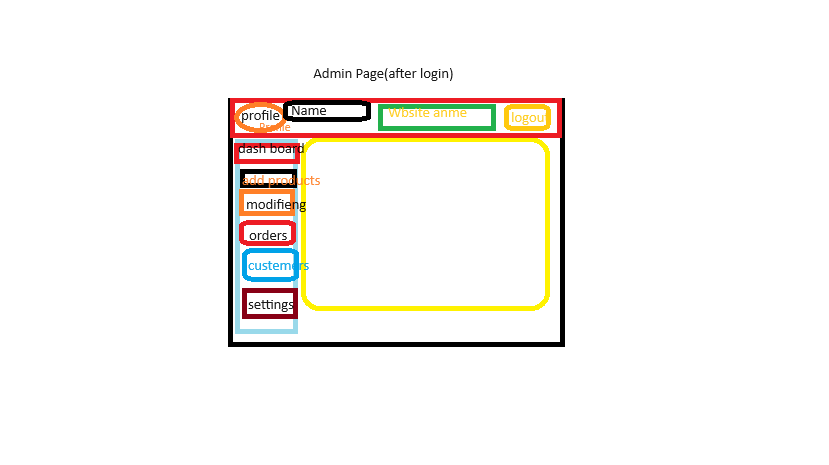 Admin Page(after login)
profile
Name
Wbsite anme
logout
Profile
dash board
add products
modifieng
orders
custemers
settings